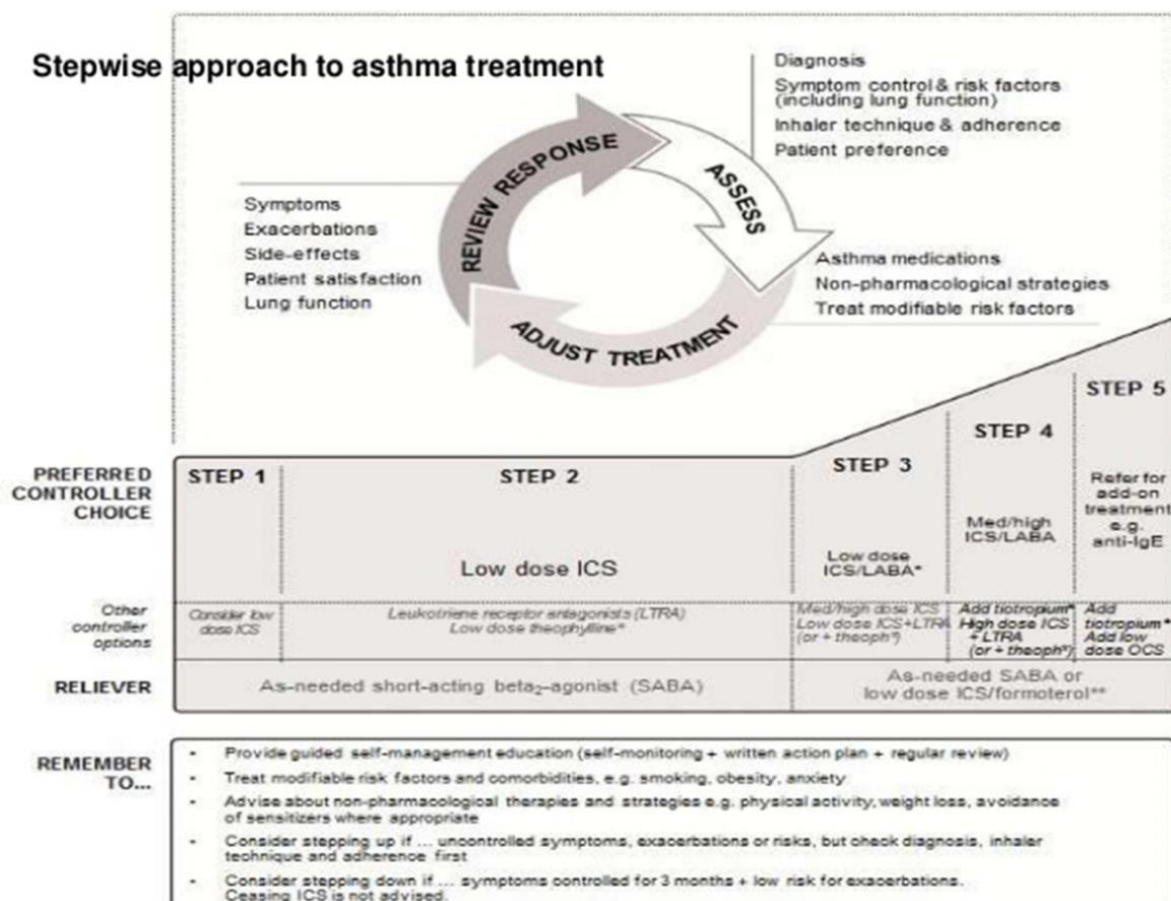 Stepwise approach to asthma treatment
Diagnosis
Symptom control & risk factors
(including lung function)
Inhaler technique & adherence
Patient preference
REVIEW RESPONSE
ASSESS
ADJUST TREATMENT
Symptoms
Exacerbations
Side-effects
Patient satisfaction
Lung function
Asthma medications
Non-pharmacological strategies
Treat modifiable risk factors
PREFERRED
CONTROLLER
CHOICE
STEP 1
STEP 2
Low dose ICS
STEP 3
Low dose
ICS/LABA*
STEP 4
Med/high
ICS/LABA
STEP 5
Refer for
add-on
treatment
e.g.
anti-IgE
Other
controller
options
Consider low
dose ICS
Leukotriene receptor antagonists (LTRA)
Low dose theophylline*
Med/high dose ICS
Low dose ICS+LTRA
(or + theoph*)
Add tiotropium*
High dose ICS
+ LTRA
(or + theoph*)
Add
tiotropium*
Add low
dose OCS
RELIEVER
As-needed short-acting beta2-agonist (SABA)
As-needed SABA or
low dose ICS/formoterol**
REMEMBER
TO...
• Provide guided self-management education (self-monitoring + written action plan + regular review)
• Treat modifiable risk factors and comorbidities, e.g. smoking, obesity, anxiety
• Advise about non-pharmacological therapies and strategies e.g. physical activity, weight loss, avoidance
of sensitizers where appropriate
• Consider stepping up if ... uncontrolled symptoms, exacerbations or risks, but check diagnosis, inhaler
technique and adherence first
• Consider stepping down if ... symptoms controlled for 3 months + low risk for exacerbations.
Ceasing ICS is not advised.